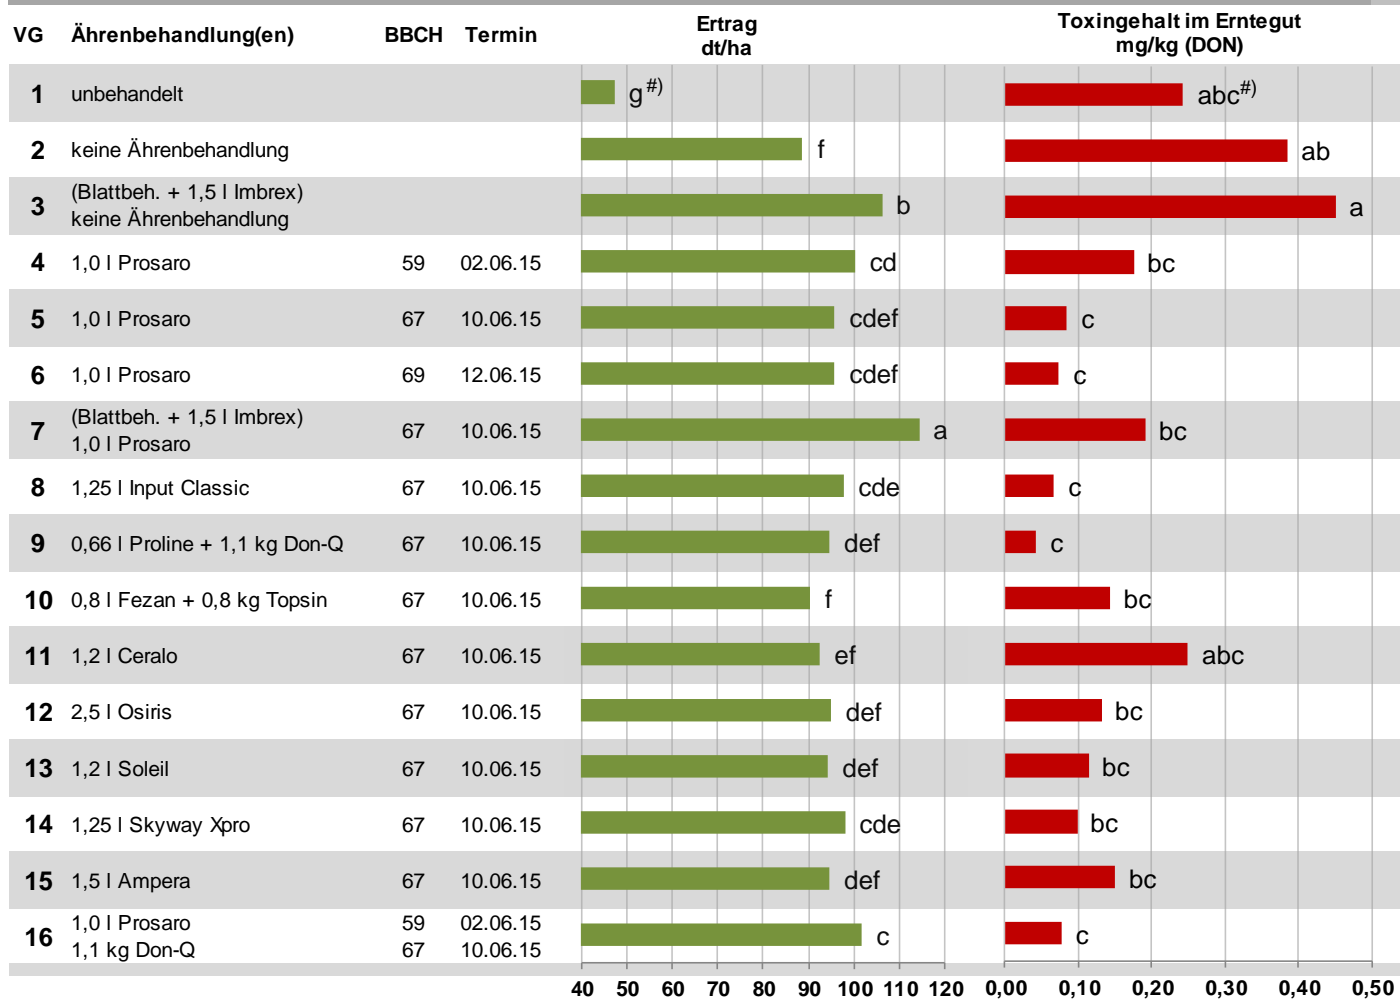 VG Ährenbehandlung(en) BBCH Termin Ertrag dt/ha Toxingehalt im Erntegut mg/kg (DON)
1 unbehandelt g#) abc#)
2 keine Ährenbehandlung f ab
3 (Blattbeh. + 1,5 l Imbrex)
keine Ährenbehandlung b a
4 1,0 l Prosaro 59 02.06.15 cd bc
5 1,0 l Prosaro 67 10.06.15 cdef c
6 1,0 l Prosaro 69 12.06.15 cdef c
7 (Blattbeh. + 1,5 l Imbrex)
1,0 l Prosaro 67 10.06.15 a bc
8 1,25 l Input Classic 67 10.06.15 cde c
9 0,66 l Proline + 1,1 kg Don-Q 67 10.06.15 def c
10 0,8 l Fezan + 0,8 kg Topsin 67 10.06.15 f bc
11 1,2 l Ceralo 67 10.06.15 ef abc
12 2,5 l Osiris 67 10.06.15 def bc
13 1,2 l Soleil 67 10.06.15 def bc
14 1,25 l Skyway Xpro 67 10.06.15 cde bc
15 1,5 l Ampera 67 10.06.15 def bc
16 1,0 l Prosaro 59 02.06.15
1,1 kg Don-Q 67 10.06.15 c c
40 50 60 70 80 90 100 110 120 0,00 0,10 0,20 0,30 0,40 0,50